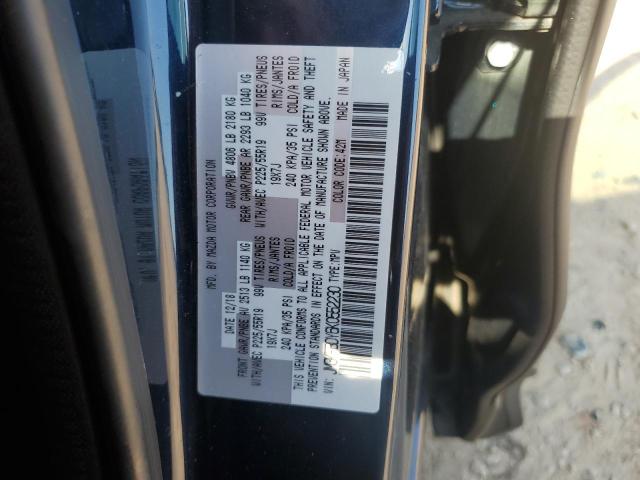 MFD. BY MAZDA MOTOR CORPORATION
DATE 12/18 GVWR/PNBV 4806 LB 2180 KG
FRONT GAWR/PNBE AV 2513 LB 1140 KG REAR GAWR/PNBE AR 2293 LB 1040 KG
WITH/AVEC P225/55R19 99V TIRES/PNEUS WITH/AVEC P225/55R19 99V TIRES/PNEUS
19X7J RIMS/JANTES 19X7J RIMS/JANTES
240 KPA/35 PSI COLD/A FROID 240 KPA/35 PSI COLD/A FROID
THIS VEHICLE CONFORMS TO ALL APPLICABLE FEDERAL MOTOR VEHICLE SAFETY AND THEFT
PREVENTION STANDARDS IN EFFECT ON THE DATE OF MANUFACTURE SHOWN ABOVE.
VIN: TYPE:MPV COLOR CODE: 42M MADE IN JAPAN